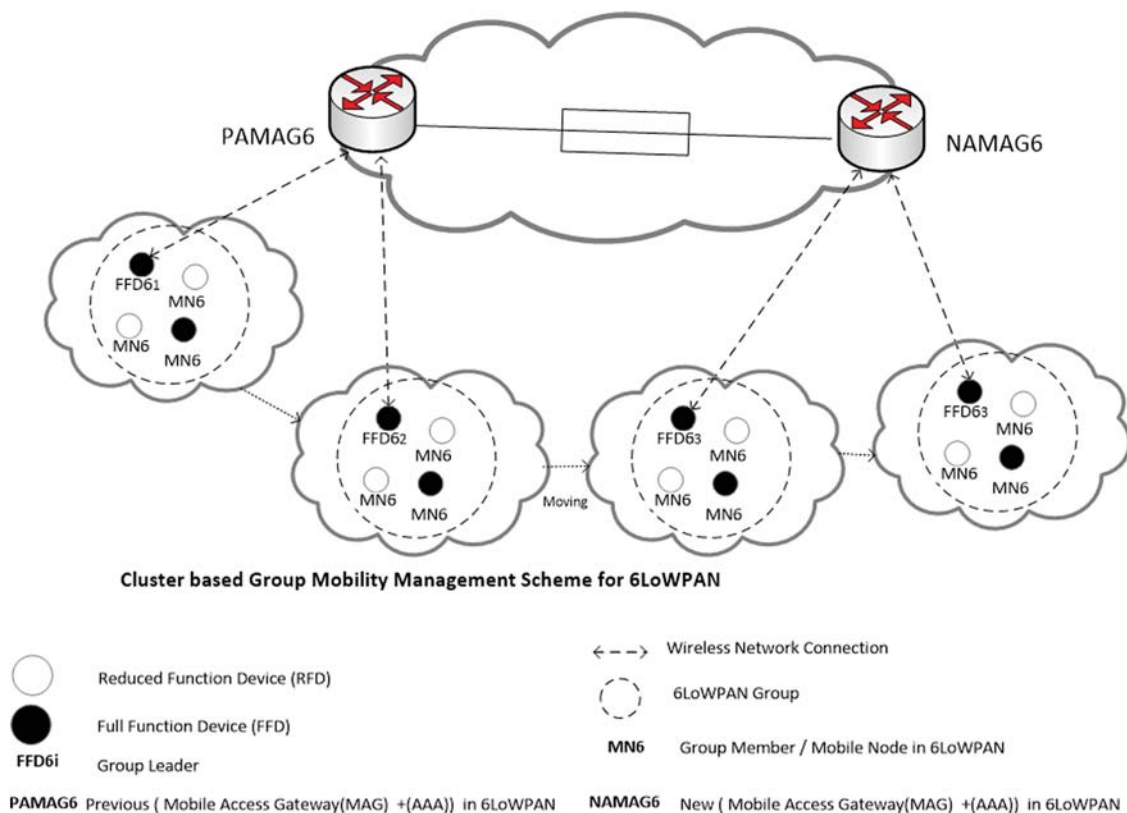 PAMAG6
NAMAG6
FFD61
MN6
MN6
MN6
FFD62
MN6
MN6
MN6
Moving
FFD63
MN6
MN6
MN6
FFD63
MN6
MN6
MN6
Cluster based Group Mobility Management Scheme for 6LoWPAN
Reduced Function Device (RFD)
Full Function Device (FFD)
FFD6i Group Leader
PAMAG6 Previous ( Mobile Access Gateway(MAG) +(AAA)) in 6LoWPAN
Wireless Network Connection
6LoWPAN Group
MN6 Group Member / Mobile Node in 6LoWPAN
NAMAG6 New ( Mobile Access Gateway(MAG) +(AAA)) in 6LoWPAN